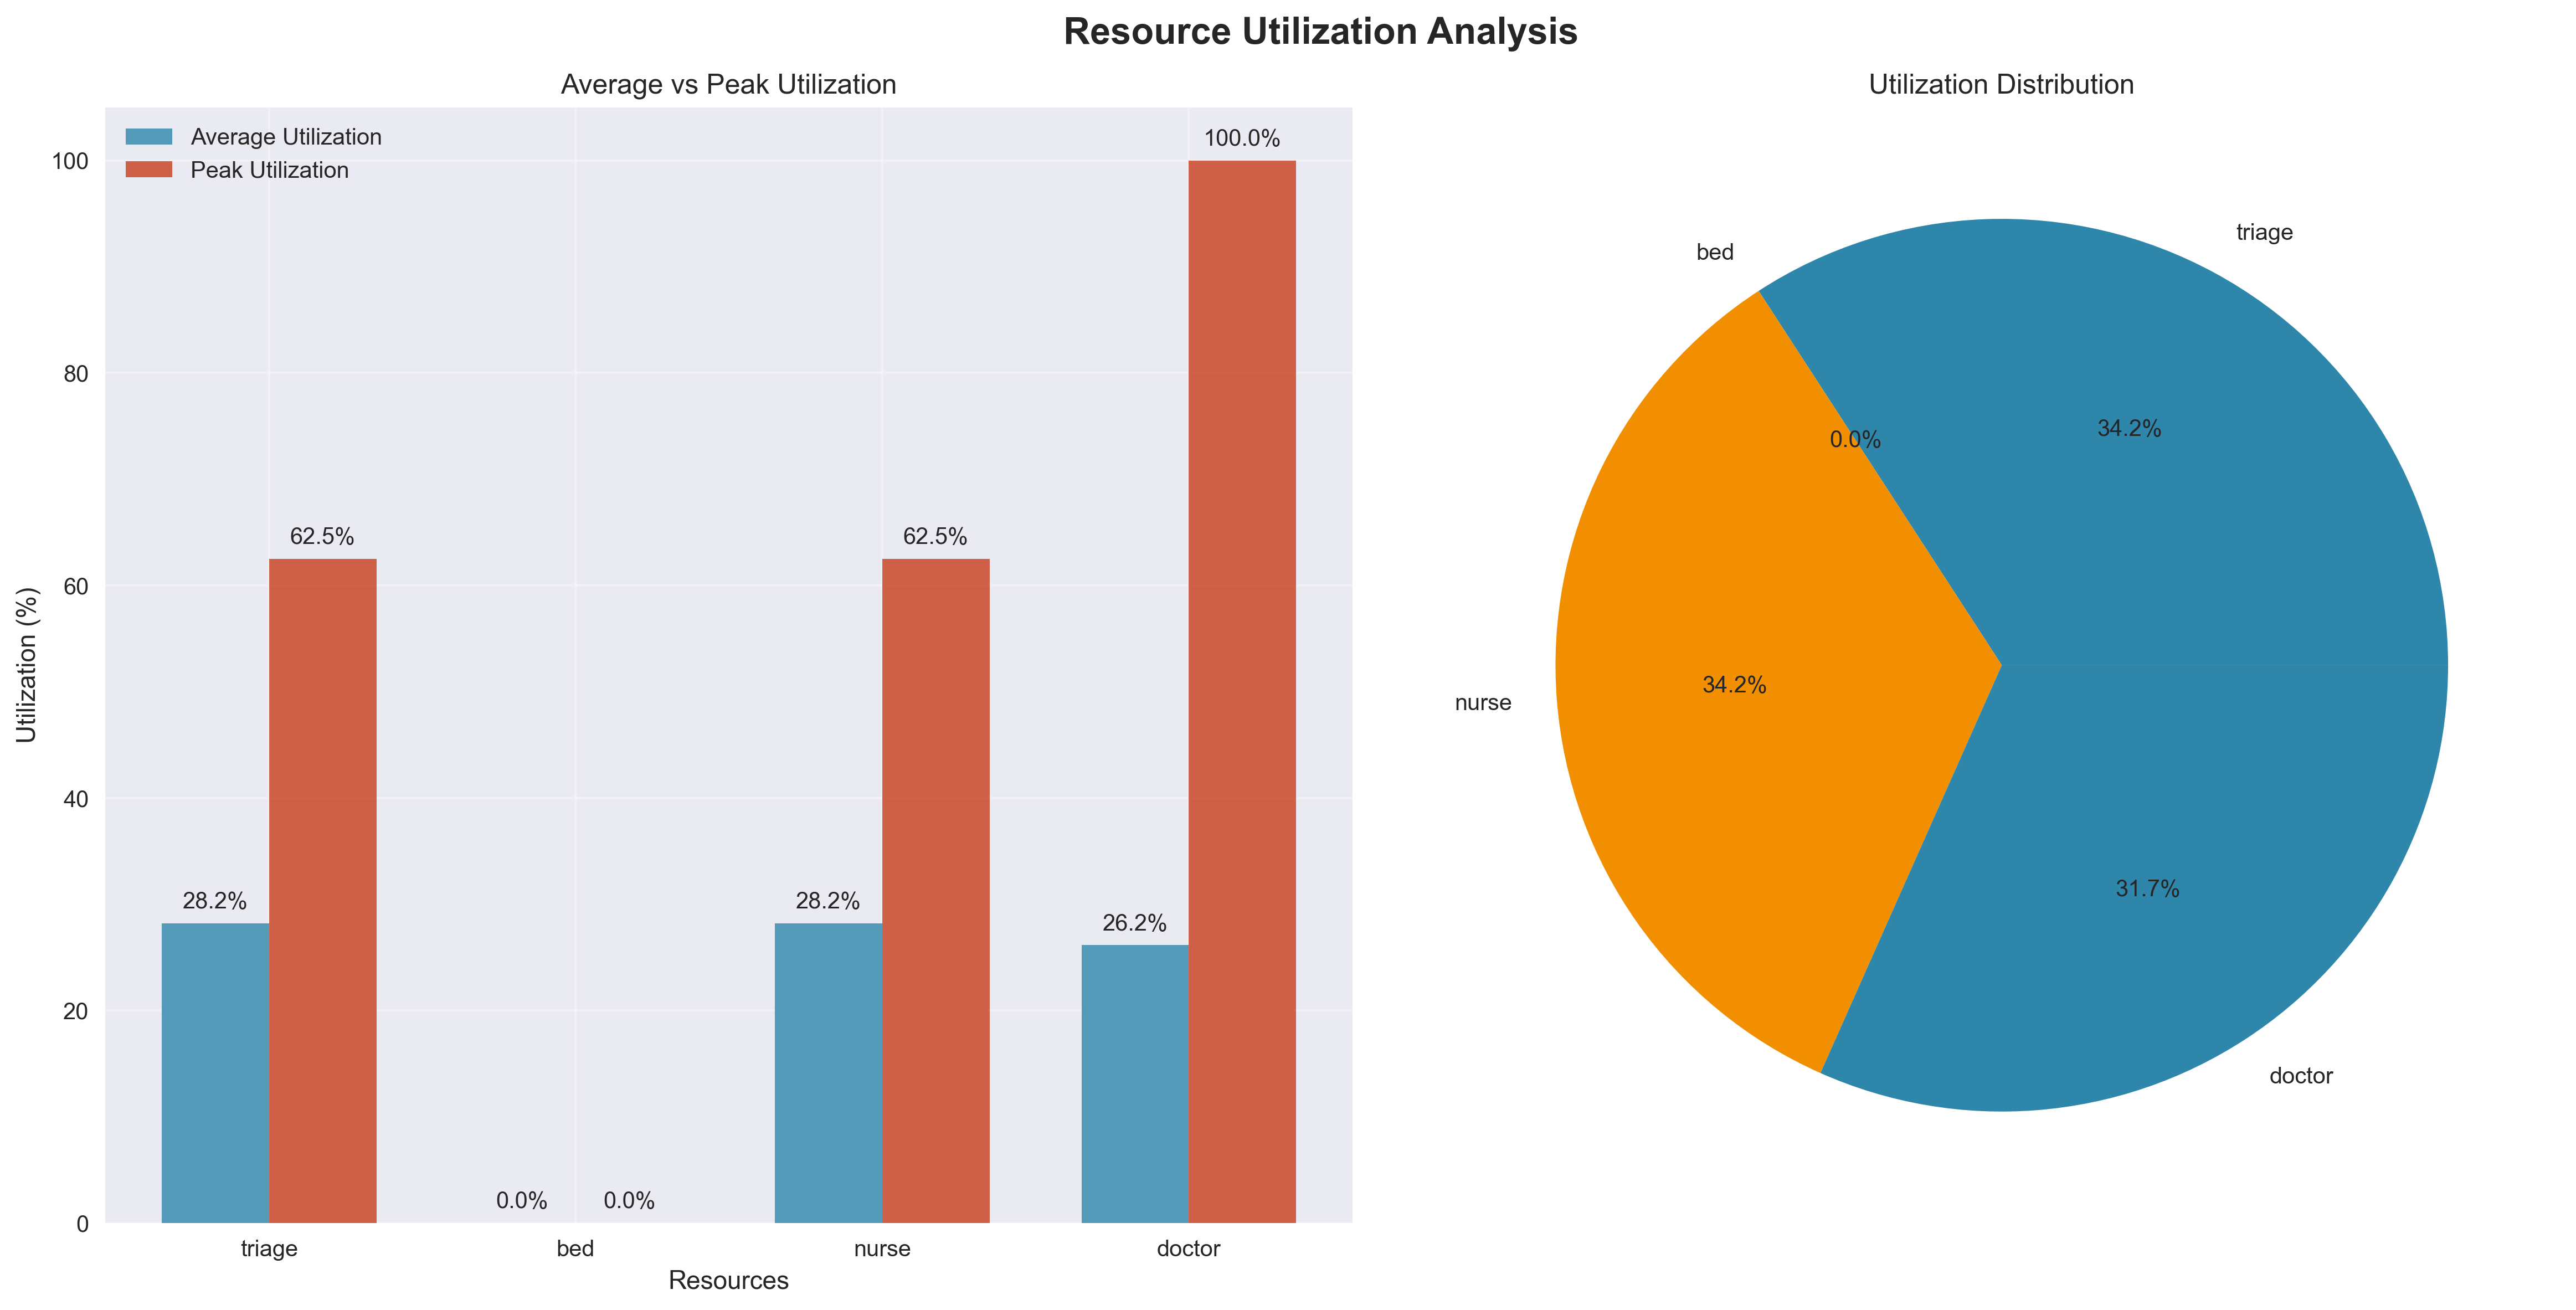 Resource Utilization Analysis
Average vs Peak Utilization
Average Utilization
Peak Utilization
Utilization (%)
100
80
60
40
20
0
28.2%
62.5%
0.0%
0.0%
28.2%
62.5%
26.2%
100.0%
triage
bed
nurse
doctor
Resources
Utilization Distribution
triage
34.2%
bed
0.0%
nurse
34.2%
doctor
31.7%